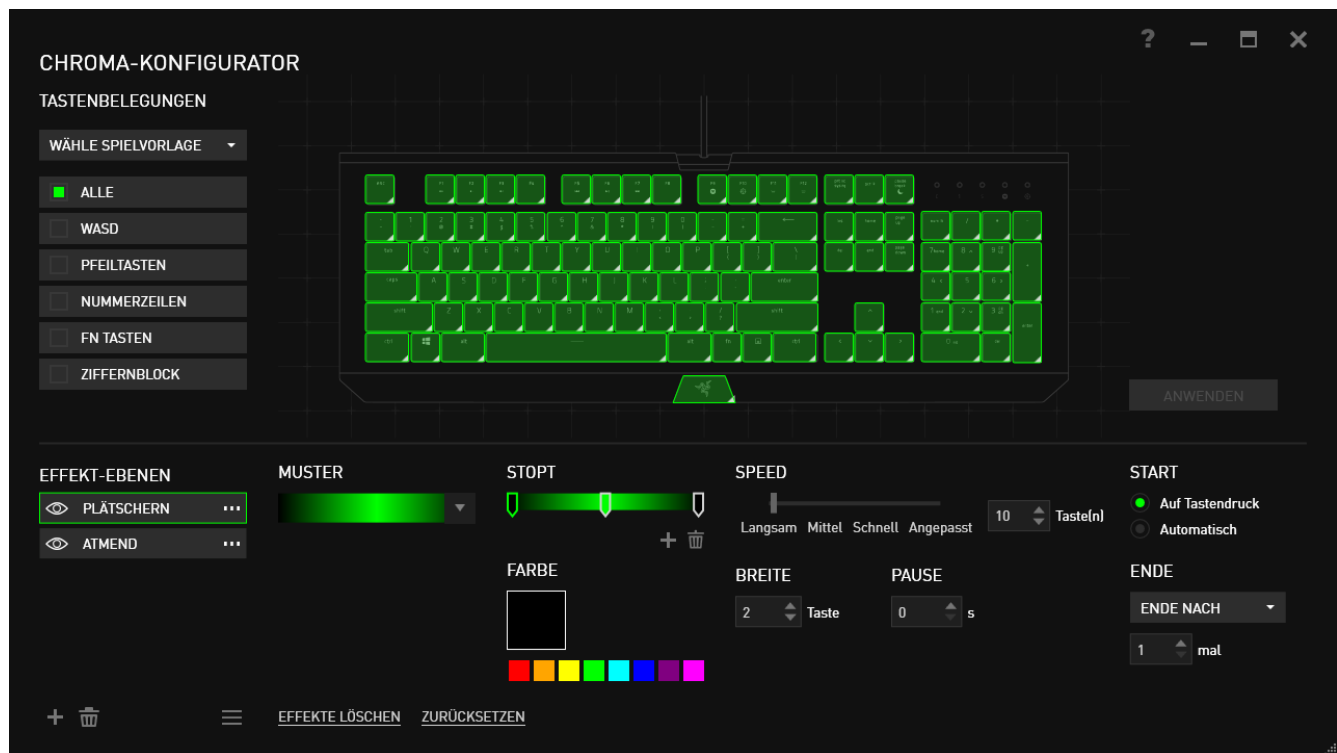 CHROMA-KONFIGURATOR
TASTENBELEGUNGEN
WÄHLE SPIELVORLAGE
ALLE
WASD
PFEILTASTEN
NUMMERZEILEN
FN TASTEN
ZIFFERNBLOCK
ANWENDEN
EFFEKT-EBENEN
PLÄTSCHERN
ATMEND
MUSTER
STOPT
FARBE
SPEED
Langsam Mittel Schnell Angepasst
10 Taste(n)
BREITE
2 Taste
PAUSE
0 s
START
Auf Tastendruck
Automatisch
ENDE
ENDE NACH
1 mal
EFFEKTE LÖSCHEN ZURÜCKSETZEN